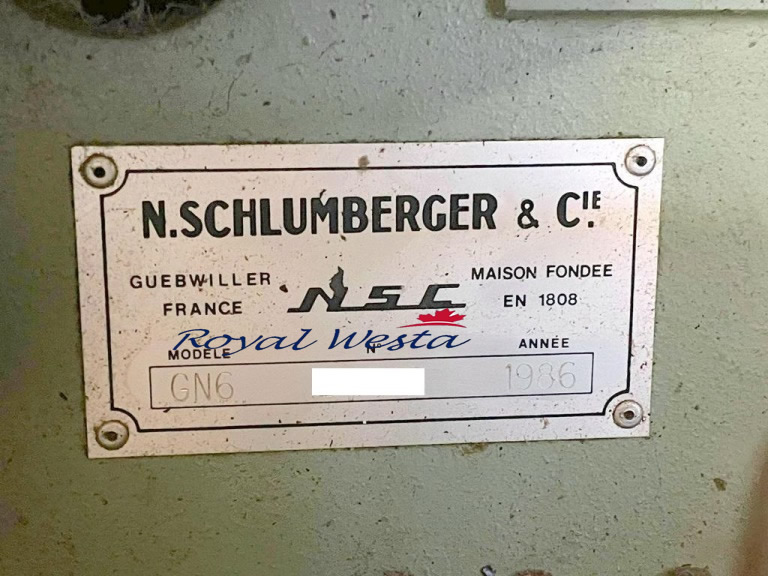 N.SCHLUMBERGER & CIE.
GUEBWILLER
FRANCE
NSC
MAISON FONDEE
EN 1808
Royal Westa
MODELE N° ANNÉE
GN6 1986